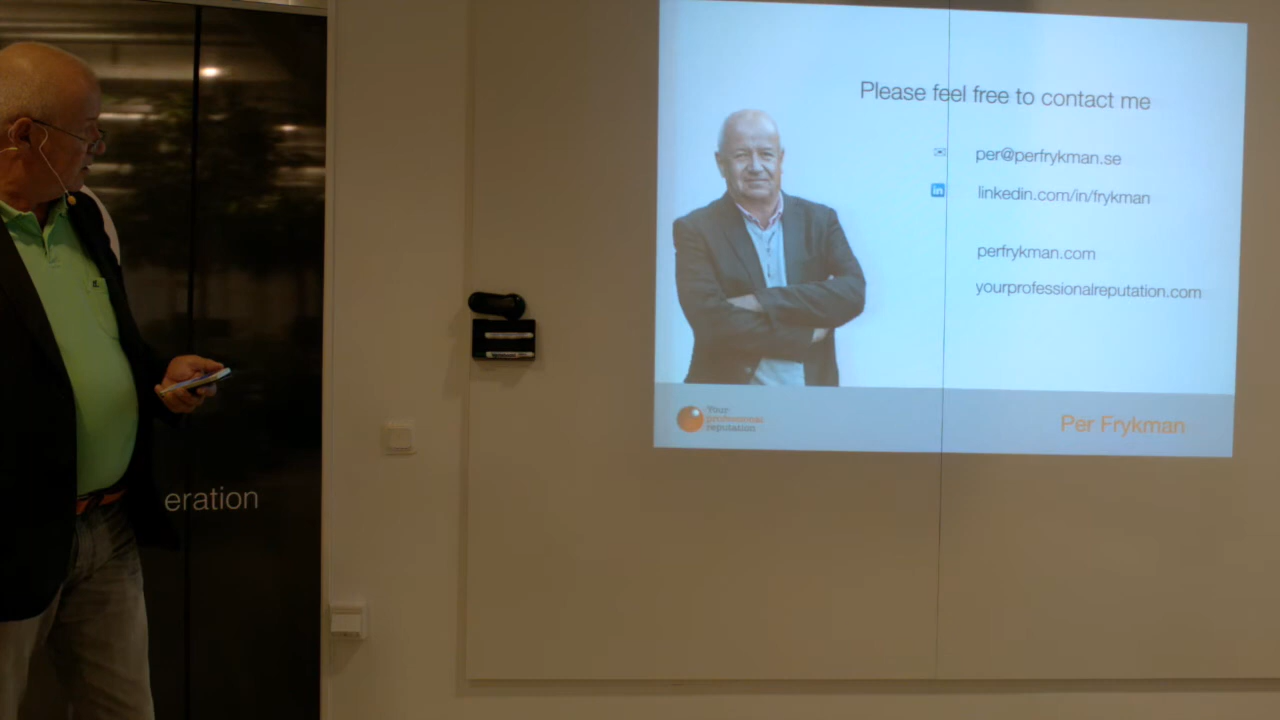 Please feel free to contact me
per@perfrykman.se
in
linkedin.com/in/frykman
perfrykman.com
yourprofessionalreputation.com
Your
professional
reputation
Per Frykman
eration